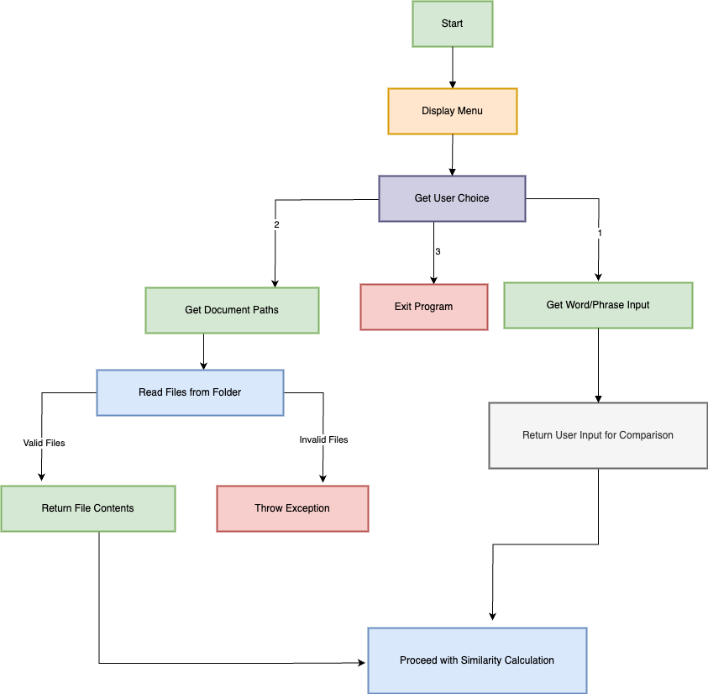 Start
Display Menu
Get User Choice
2
3
1
Get Document Paths
Exit Program
Get Word/Phrase Input
Read Files from Folder
Return User Input for Comparison
Valid Files
Invalid Files
Return File Contents
Throw Exception
Proceed with Similarity Calculation